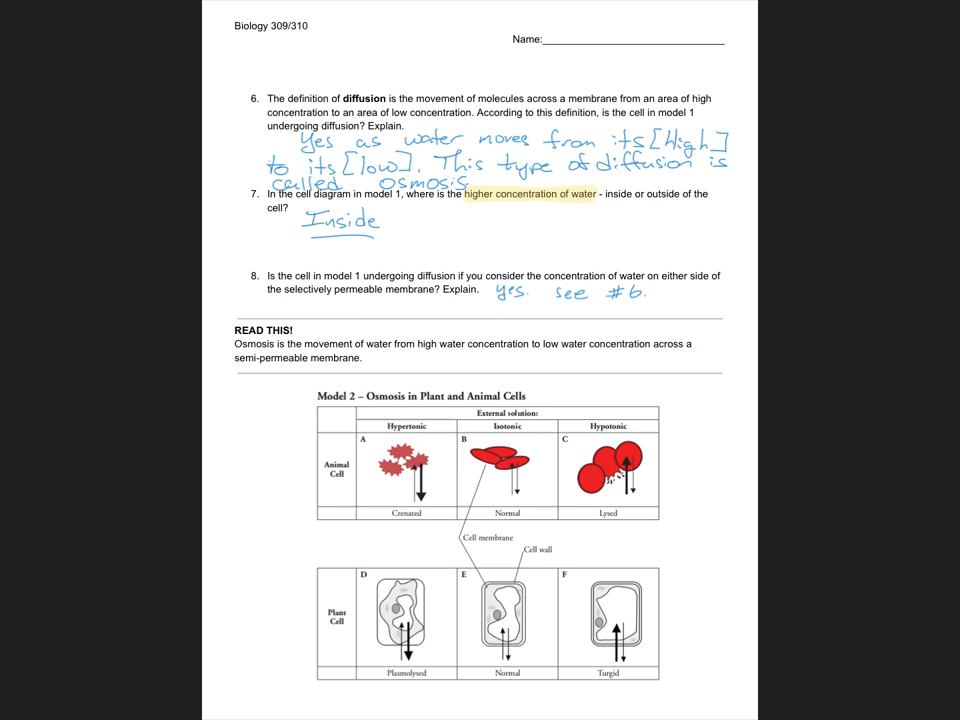 Biology 309/310
Name:
6. The definition of diffusion is the movement of molecules across a membrane from an area of high
concentration to an area of low concentration. According to this definition, is the cell in model 1
undergoing diffusion? Explain.
Yes as water moves from its [High]
to its [low]. This type of diffusion is
called osmosis
7. In the cell diagram in model 1, where is the higher concentration of water - inside or outside of the
cell?
Inside
8. Is the cell in model 1 undergoing diffusion if you consider the concentration of water on either side of
the selectively permeable membrane? Explain. yes. see #6.
READ THIS!
Osmosis is the movement of water from high water concentration to low water concentration across a
semi-permeable membrane.
Model 2 – Osmosis in Plant and Animal Cells
External solution:
Hypertonic Isotonic Hypotonic
A B C
Animal
Cell
Crenated Normal Lysed
Cell membrane
Cell wall
D E F
Plant
Cell
Plasmolysed Normal Turgid